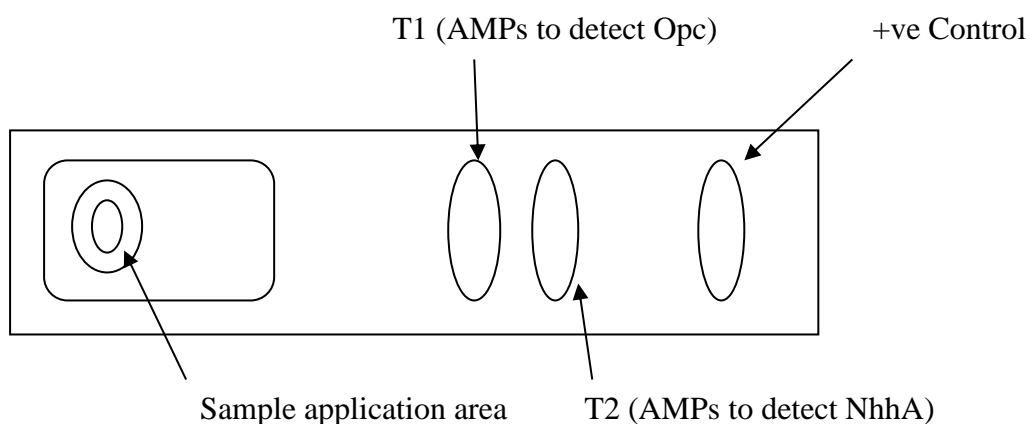 T1 (AMPs to detect Opc)
+ve Control
Sample application area
T2 (AMPs to detect NhhA)